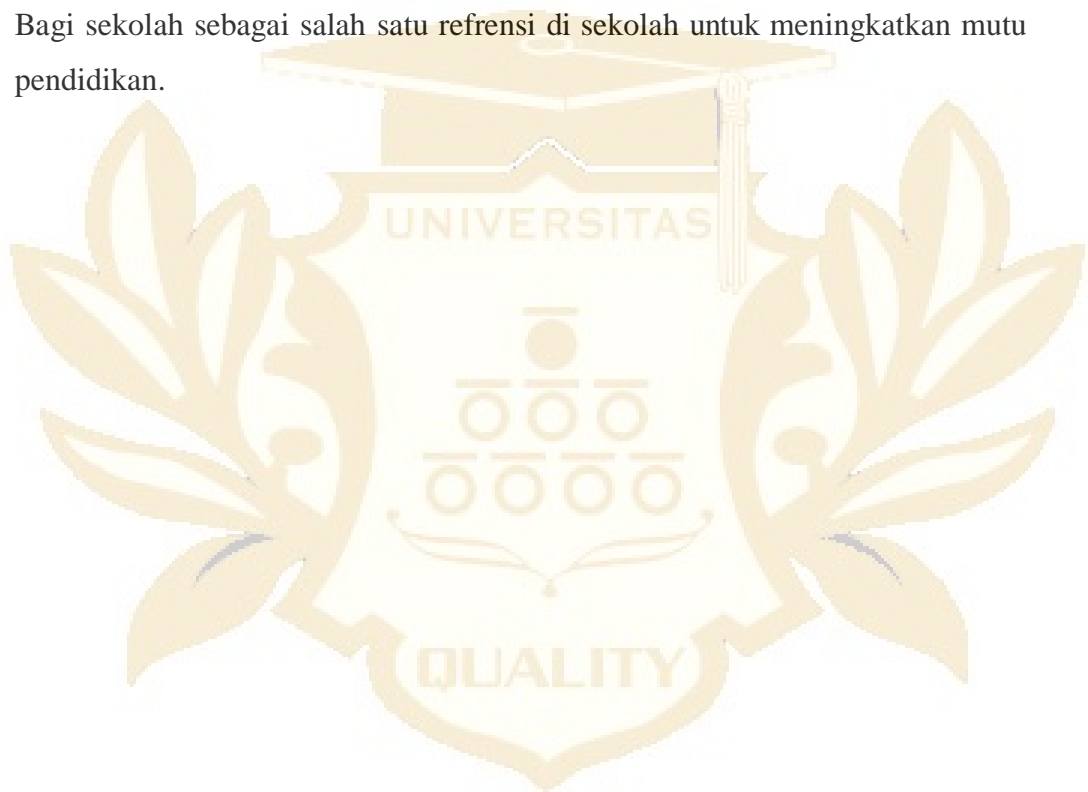 Bagi sekolah sebagai salah satu refrensi di sekolah untuk meningkatkan mutu
pendidikan.
UNIVERSITAS
QUALITY